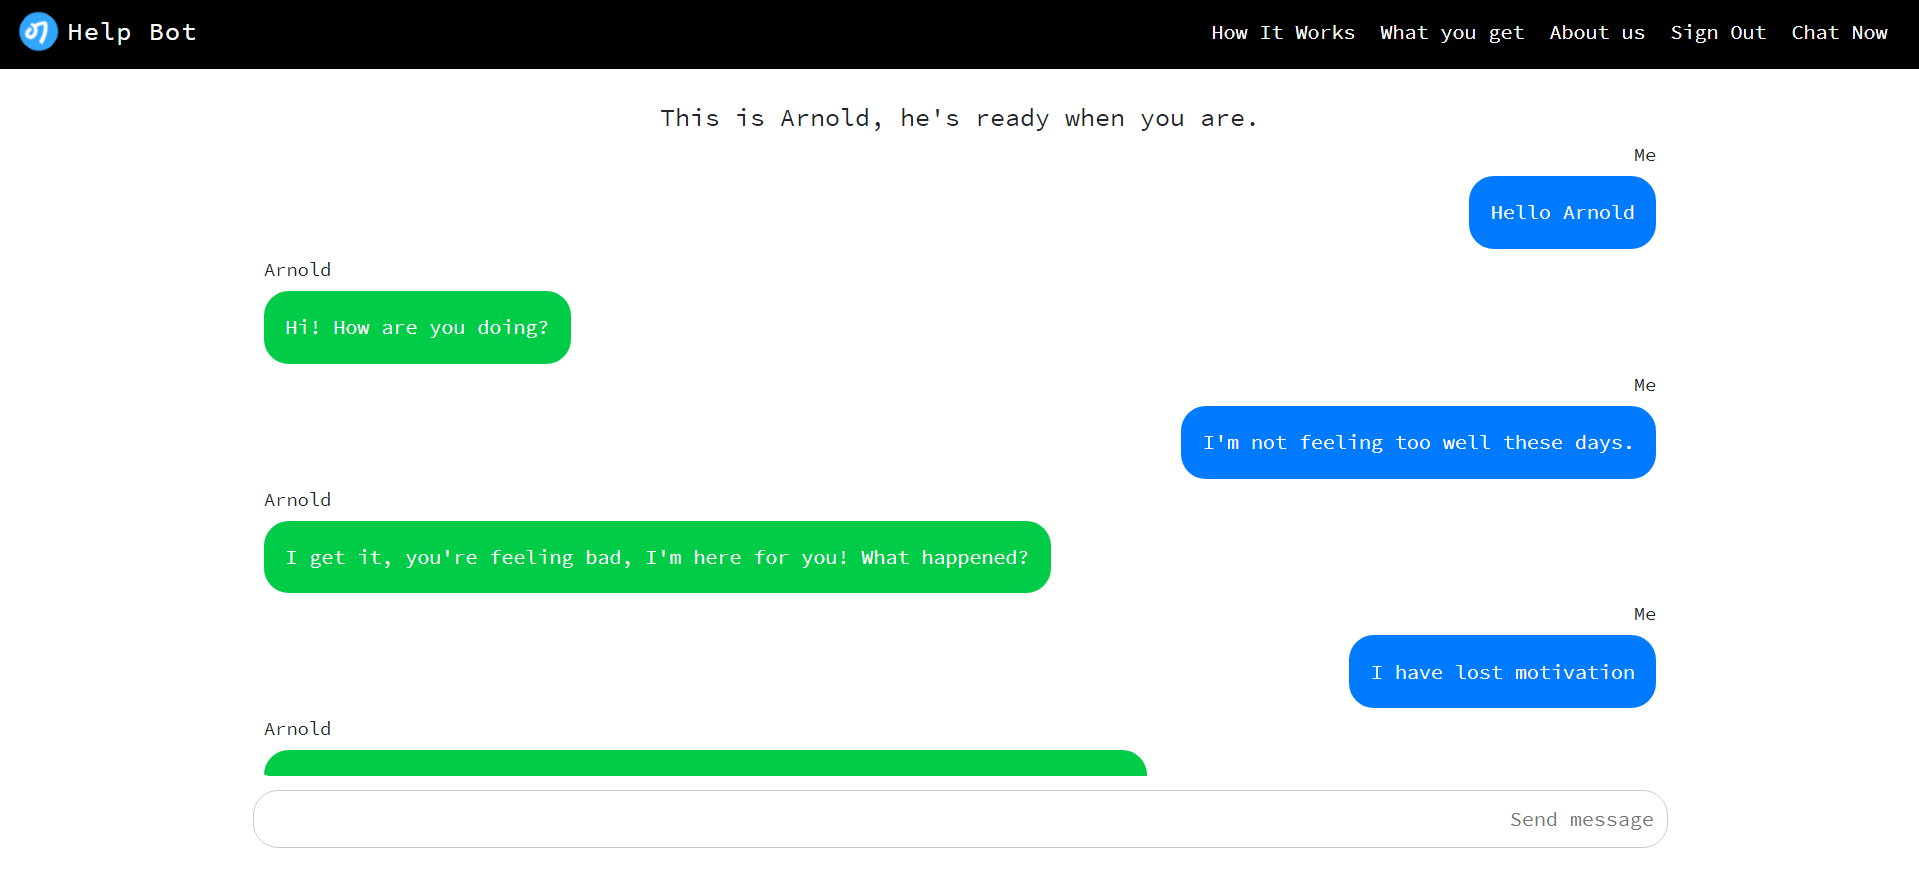 Help Bot
How It Works What you get About us Sign Out Chat Now
This is Arnold, he's ready when you are.
Me
Hello Arnold
Arnold
Hi! How are you doing?
Me
I'm not feeling too well these days.
Arnold
I get it, you're feeling bad, I'm here for you! What happened?
Me
I have lost motivation
Arnold
Send message